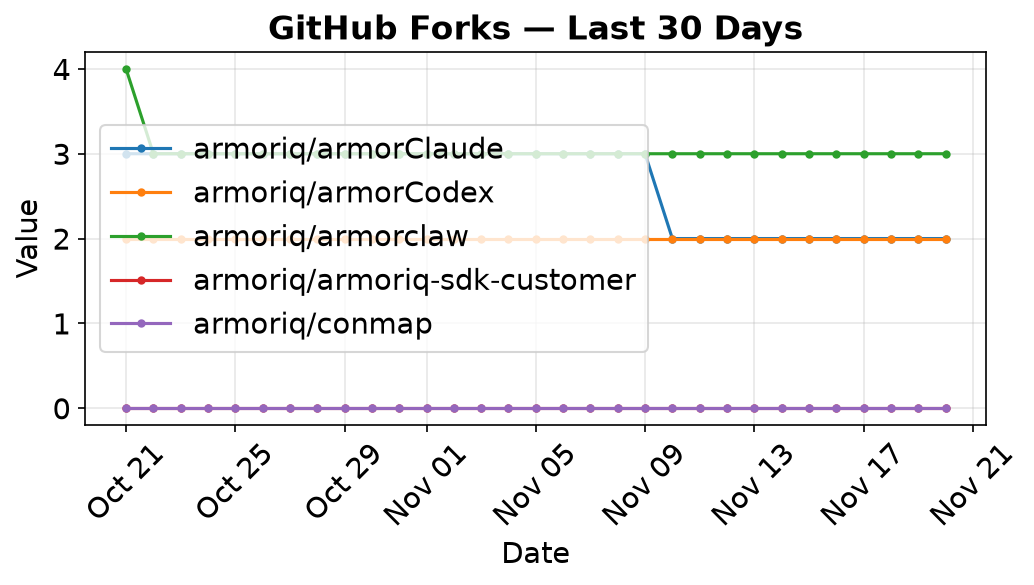 GitHub Forks — Last 30 Days
Value
4
3
2
1
0
armoriq/armorClaude
armoriq/armorCodex
armoriq/armorclaw
armoriq/armoriq-sdk-customer
armoriq/conmap
Oct 21
Oct 25
Oct 29
Nov 01
Nov 05
Nov 09
Nov 13
Nov 17
Nov 21
Date